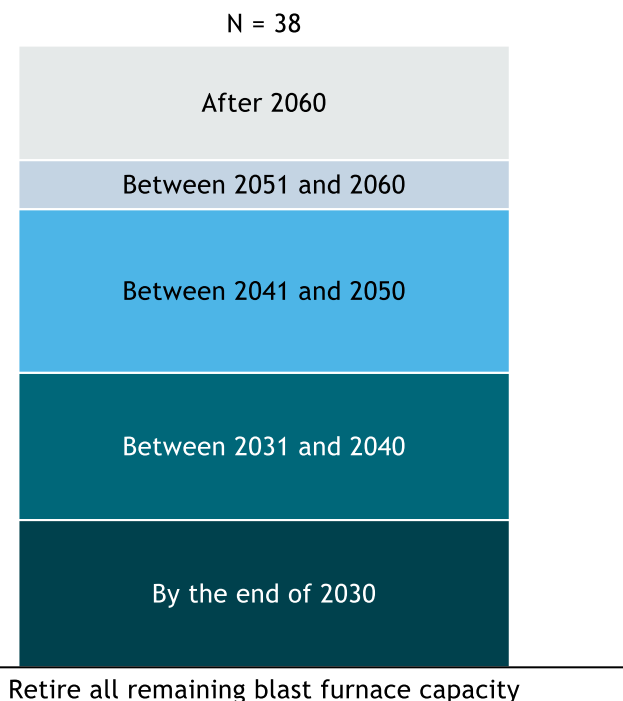 N = 38
After 2060
Between 2051 and 2060
Between 2041 and 2050
Between 2031 and 2040
By the end of 2030
Retire all remaining blast furnace capacity